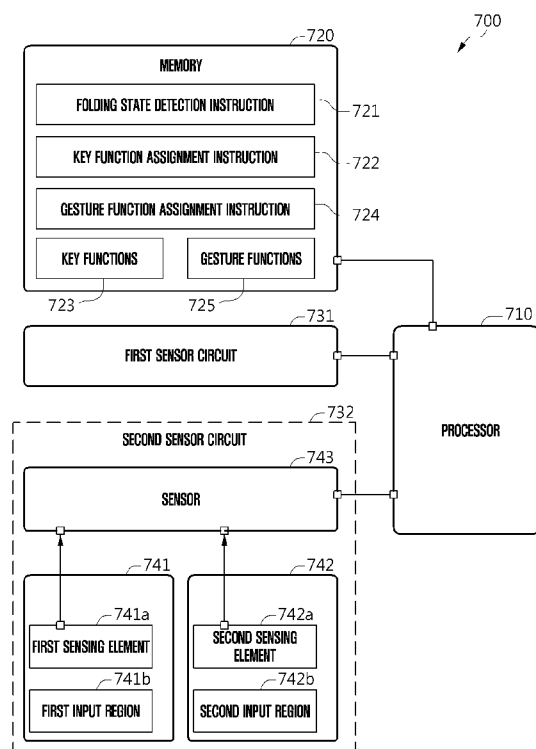 700
720
MEMORY
FOLDING STATE DETECTION INSTRUCTION
721
KEY FUNCTION ASSIGNMENT INSTRUCTION
722
GESTURE FUNCTION ASSIGNMENT INSTRUCTION
724
KEY FUNCTIONS
GESTURE FUNCTIONS
723
725
731
710
FIRST SENSOR CIRCUIT
PROCESSOR
732
SECOND SENSOR CIRCUIT
743
SENSOR
741
742
741a
742a
FIRST SENSING ELEMENT
SECOND SENSING
ELEMENT
741b
742b
FIRST INPUT REGION
SECOND INPUT REGION